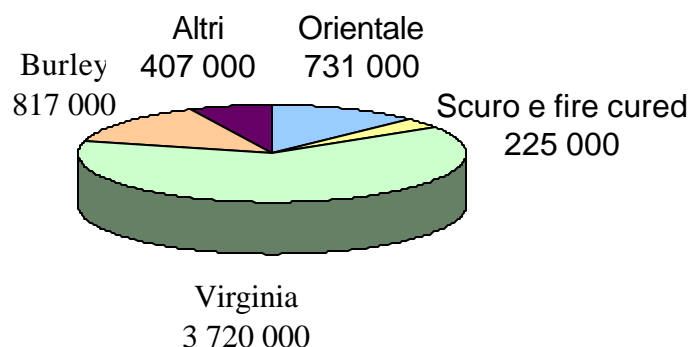 Altri
407 000
Orientale
731 000
Burley
817 000
Scuro e fire cured
225 000
Virginia
3 720 000